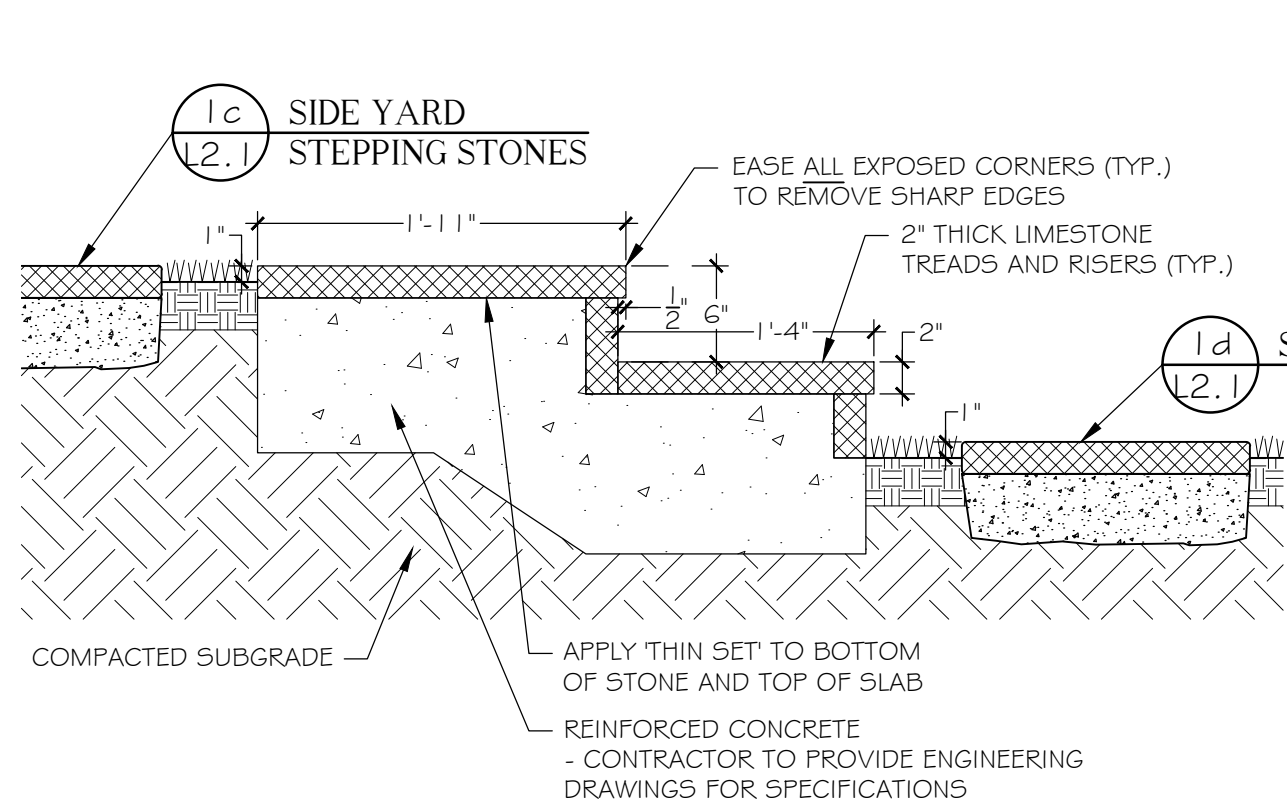 1c
SIDE YARD
L2.1
STEPPING STONES
EASE ALL EXPOSED CORNERS (TYP.)
TO REMOVE SHARP EDGES
1'-11"
1"
2" THICK LIMESTONE
TREADS AND RISERS (TYP.)
1/2"
6"
1'-4"
2"
1d
S
L2.1
1"
COMPACTED SUBGRADE
APPLY 'THIN SET' TO BOTTOM
OF STONE AND TOP OF SLAB
REINFORCED CONCRETE
- CONTRACTOR TO PROVIDE ENGINEERING
DRAWINGS FOR SPECIFICATIONS